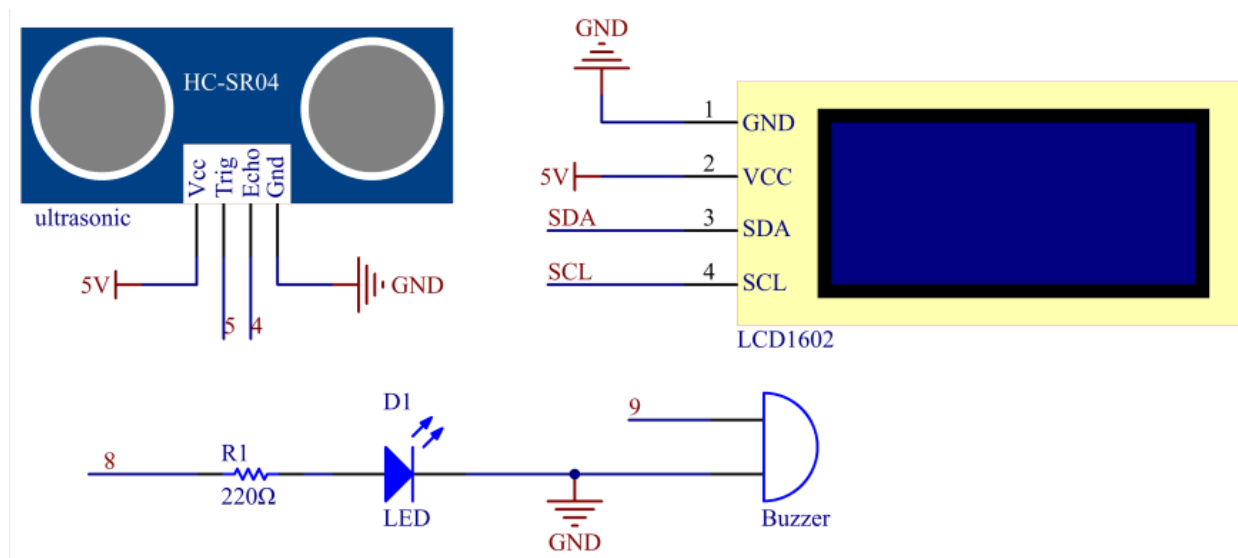 HC-SR04
Vcc
Trig
Echo
Gnd
ultrasonic
5V
GND
5
4
GND
1
GND
5V
2
VCC
SDA
3
SDA
SCL
4
SCL
LCD1602
D1
8
R1
220Ω
LED
GND
9
Buzzer